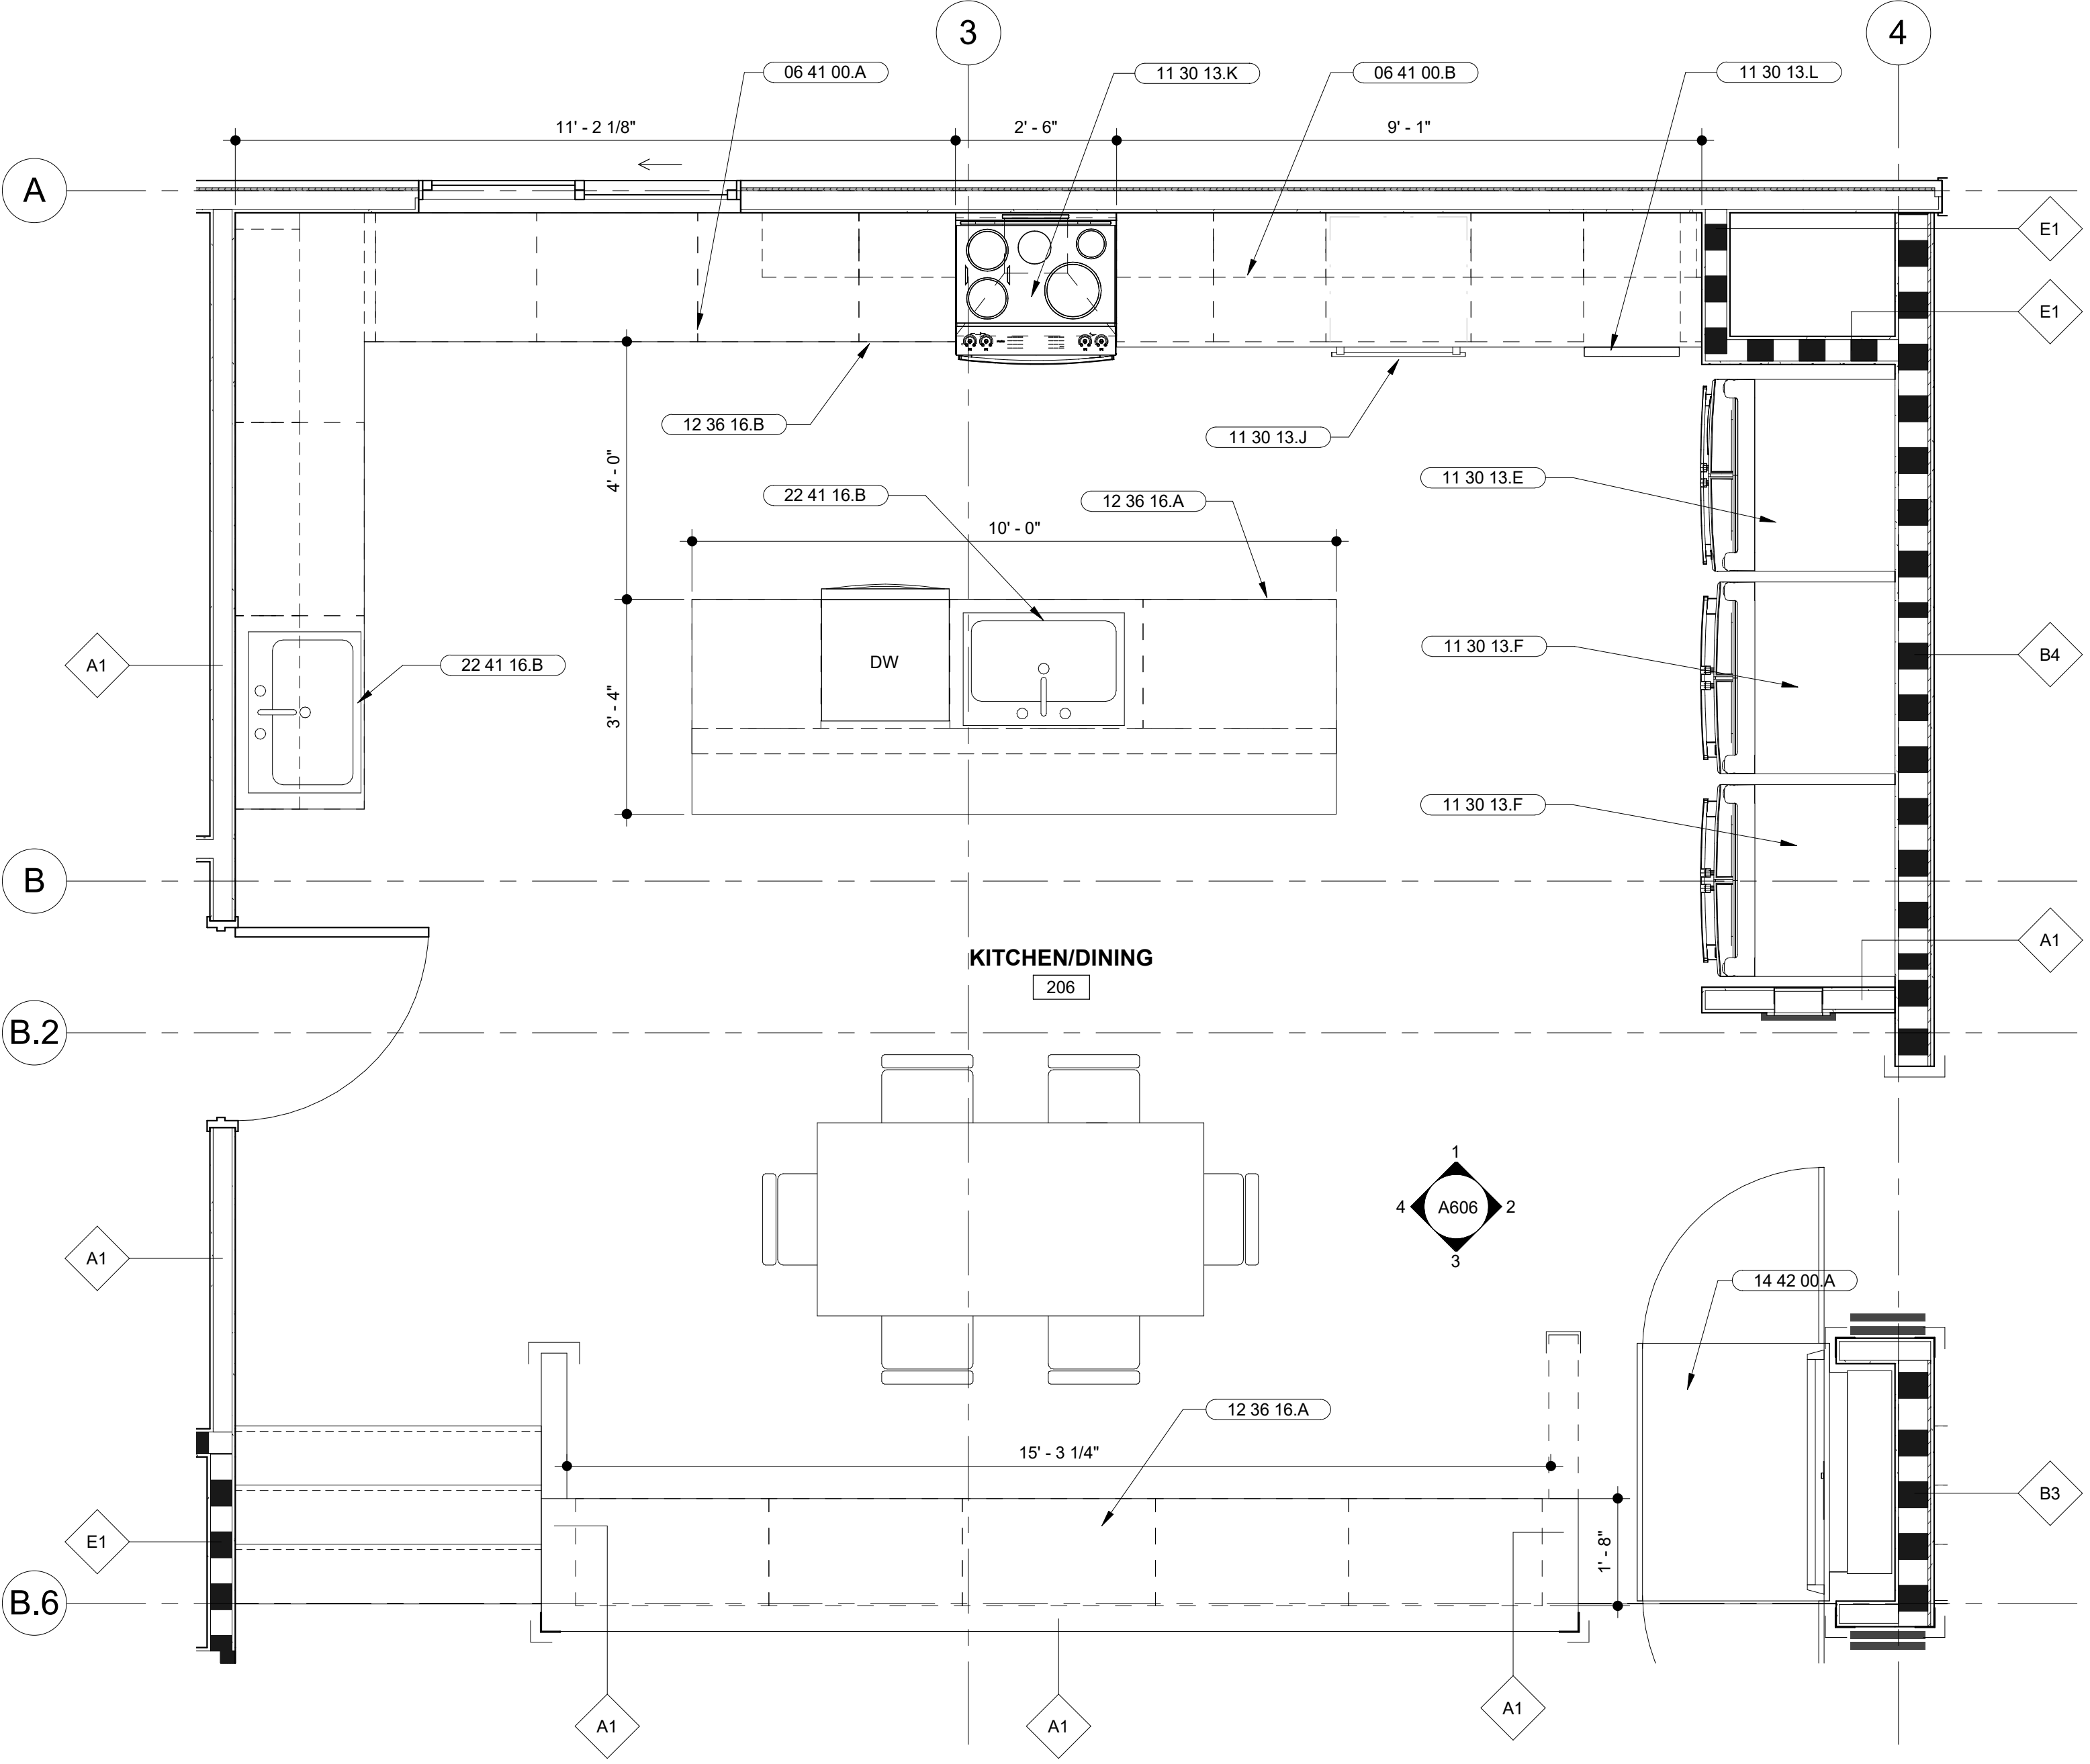 3
4
06 41 00.A
11 30 13.K
06 41 00.B
11 30 13.L
11' - 2 1/8"
2' - 6"
9' - 1"
A
E1
E1
12 36 16.B
11 30 13.J
4' - 0"
11 30 13.E
22 41 16.B
12 36 16.A
10' - 0"
A1
22 41 16.B
DW
11 30 13.F
B4
3' - 4"
11 30 13.F
B
A1
KITCHEN/DINING
206
B.2
1
4
A606
2
3
A1
14 42 00.A
12 36 16.A
15' - 3 1/4"
B3
E1
1' - 8"
B.6
A1
A1
A1